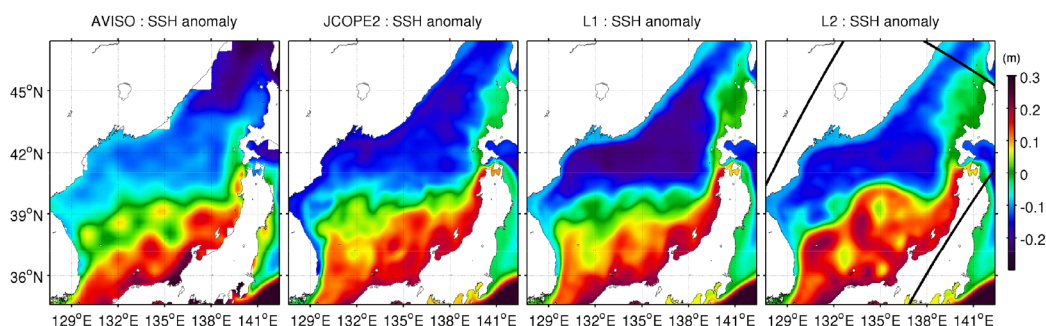 AVISO : SSH anomaly JCOPE2 : SSH anomaly L1 : SSH anomaly L2 : SSH anomaly
(m)
0.3
0.2
0.1
0
-0.1
-0.2
45°N
42°N
39°N
36°N
129°E 132°E 135°E 138°E 141°E 129°E 132°E 135°E 138°E 141°E 129°E 132°E 135°E 138°E 141°E 129°E 132°E 135°E 138°E 141°E